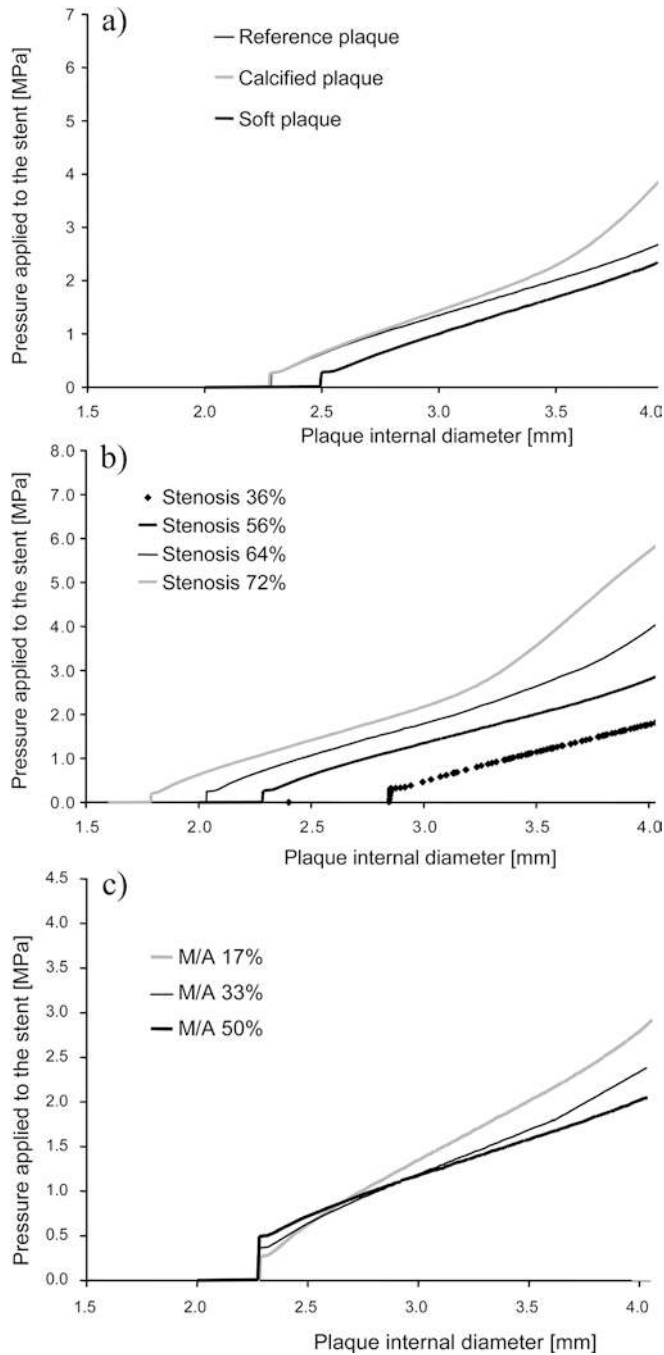 a)
Pressure applied to the stent [MPa]
7
6
5
4
3
2
1
0
Reference plaque
Calcified plaque
Soft plaque
1.5 2.0 2.5 3.0 3.5 4.0
Plaque internal diameter [mm]
b)
Pressure applied to the stent [MPa]
8.0
7.0
6.0
5.0
4.0
3.0
2.0
1.0
0.0
Stenosis 36%
Stenosis 56%
Stenosis 64%
Stenosis 72%
1.5 2.0 2.5 3.0 3.5 4.0
Plaque internal diameter [mm]
c)
Pressure applied to the stent [MPa]
4.5
4.0
3.5
3.0
2.5
2.0
1.5
1.0
0.5
0.0
M/A 17%
M/A 33%
M/A 50%
1.5 2.0 2.5 3.0 3.5 4.0
Plaque internal diameter [mm]